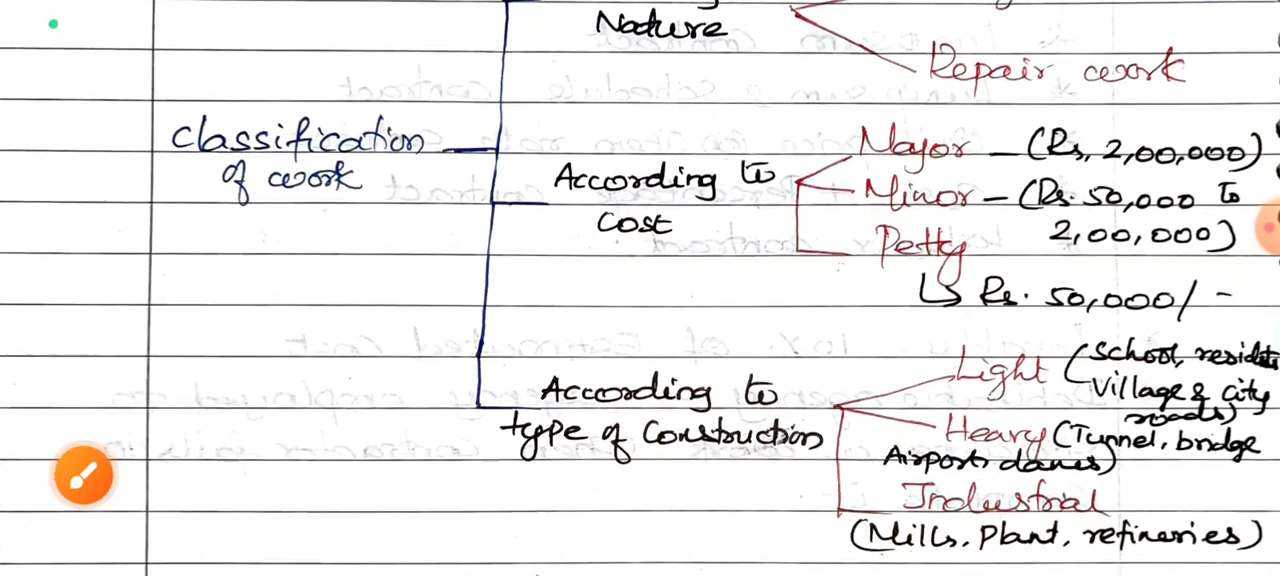 Nature
Repair work
Classification
of work
According to
cost
Major - (Rs, 2,00,000)
Minor - (Rs. 50,000 to
2,00,000)
Petty
↳ Rs. 50,000/-
According to
type of Construction
Light (School,
Village & city
roads)
Heavy (Tunnel, bridge
Airports dams)
Industrial
(Mills, Plant, refineries)